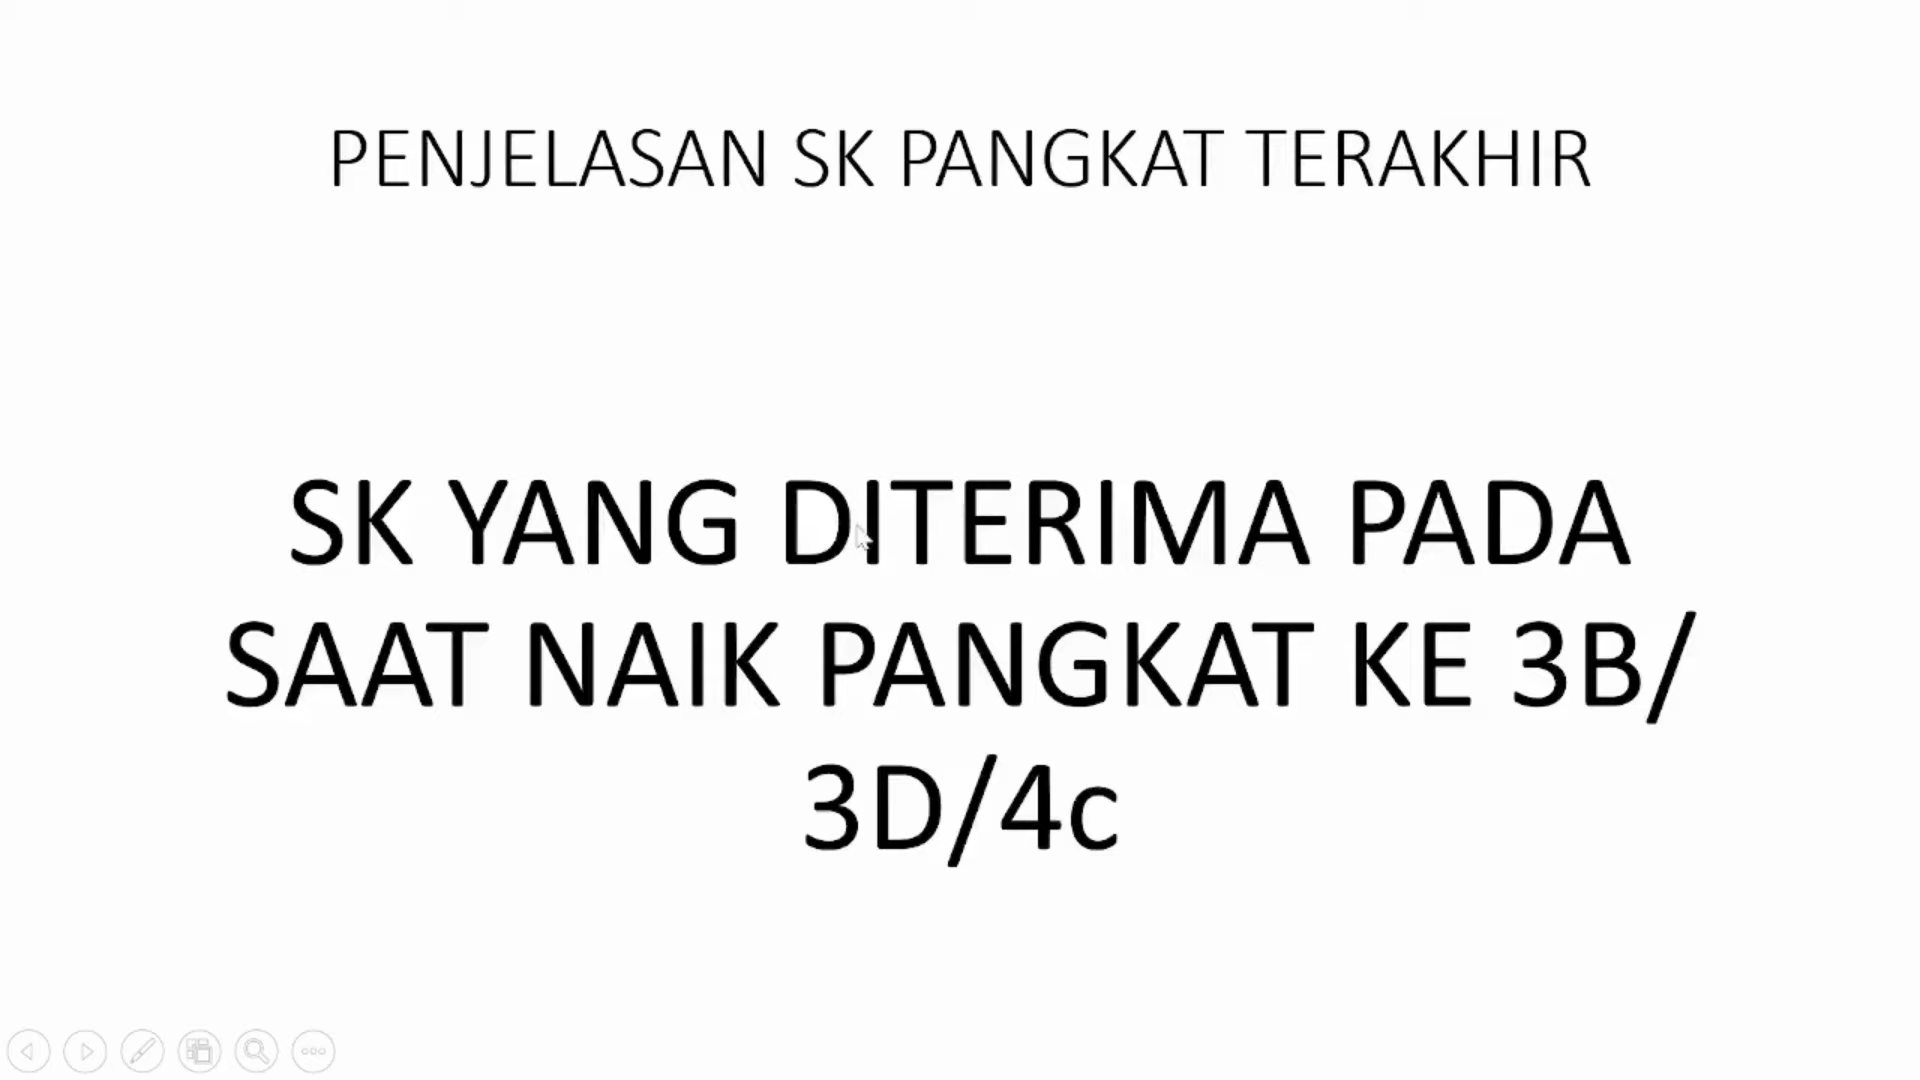 PENJELASAN SK PANGKAT TERAKHIR
SK YANG DITERIMA PADA
SAAT NAIK PANGKAT KE 3B/
3D/4c